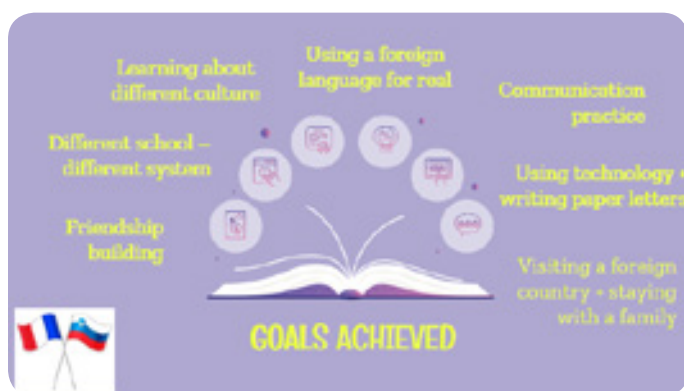 Using a foreign
language for real
Learning about
different culture
Communication
practice
Different school –
different system
Using technology +
writing paper letters
Friendship
building
Visiting a foreign
country + staying
with a family
GOALS ACHIEVED